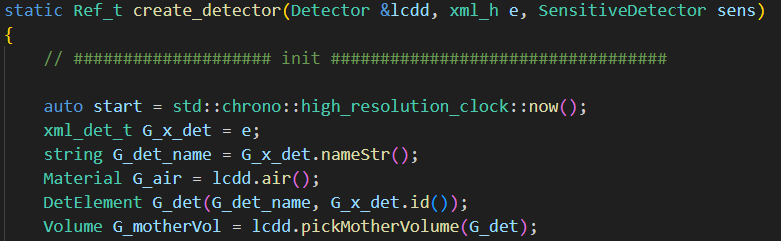 static Ref_t create_detector(Detector &lcdd, xml_h e, SensitiveDetector sens)
{
// #################### init ##################################
auto start = std::chrono::high_resolution_clock::now();
xml_det_t G_x_det = e;
string G_det_name = G_x_det.nameStr();
Material G_air = lcdd.air();
DetElement G_det(G_det_name, G_x_det.id());
Volume G_motherVol = lcdd.pickMotherVolume(G_det);